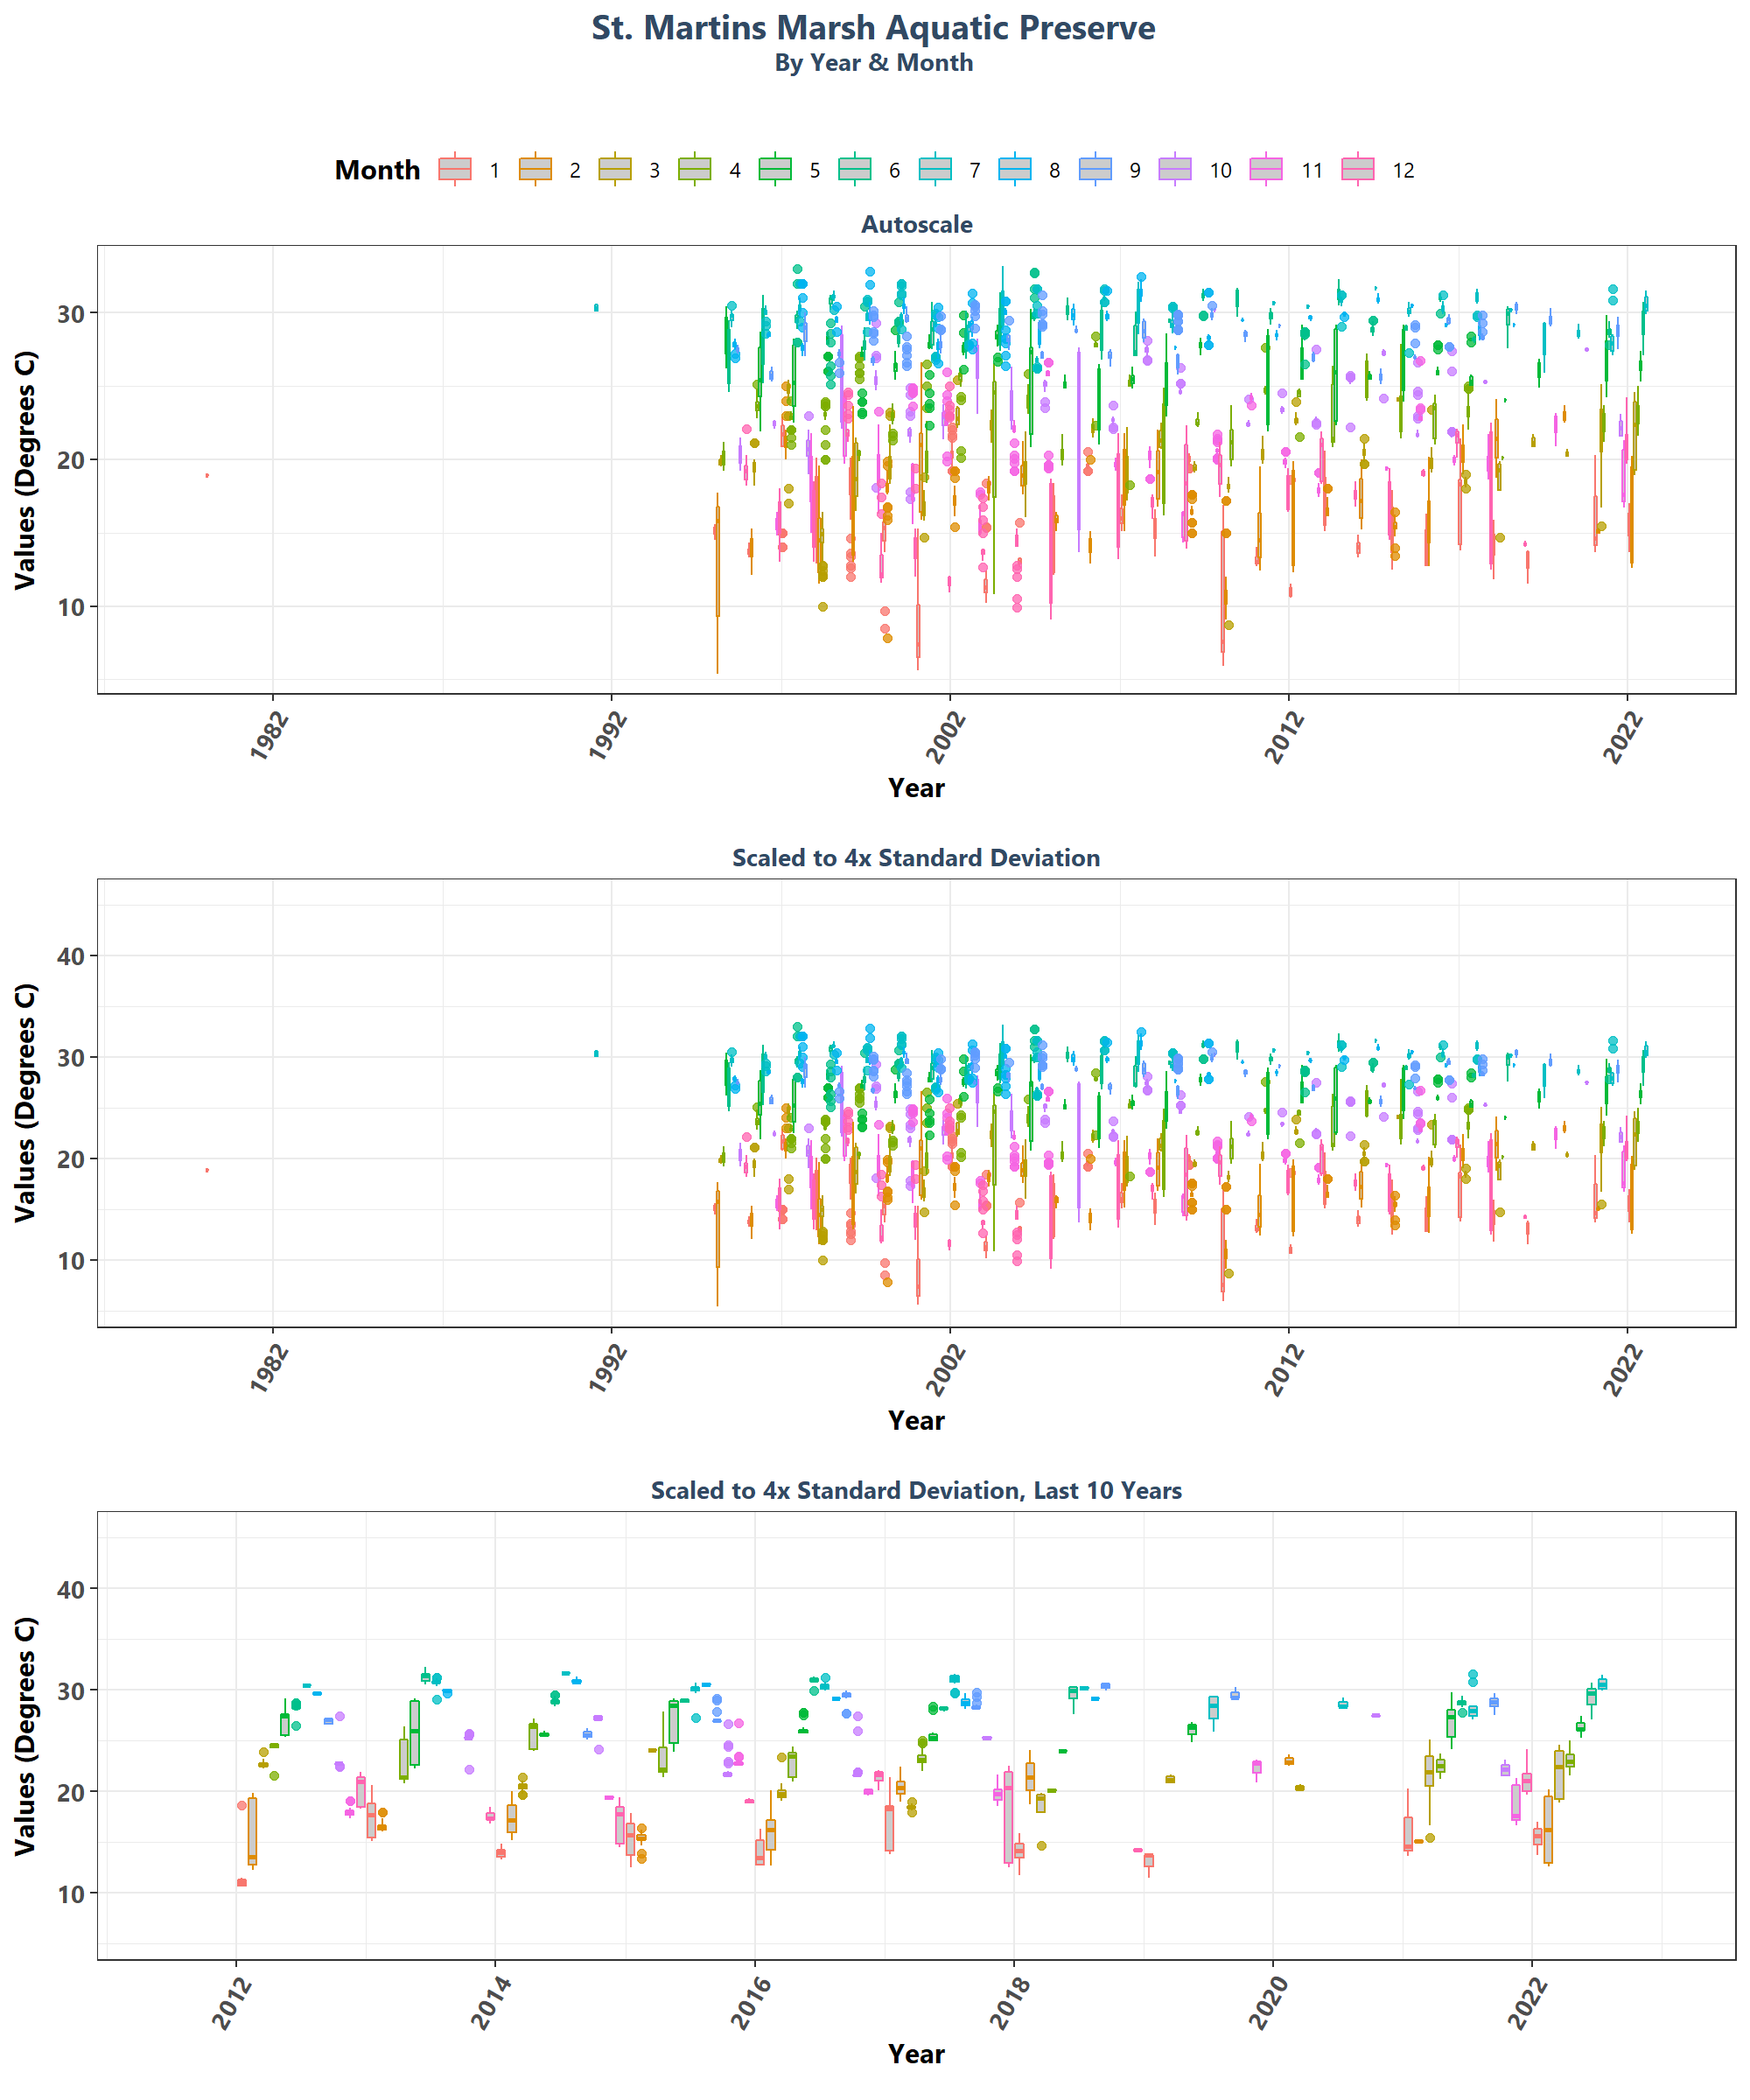 St. Martins Marsh Aquatic Preserve
By Year & Month
Month 1 2 3 4 5 6 7 8 9 10 11 12
Autoscale
Values (Degrees C)
30
20
10
1982 1992 2002 2012 2022
Year
Scaled to 4x Standard Deviation
Values (Degrees C)
40
30
20
10
1982 1992 2002 2012 2022
Year
Scaled to 4x Standard Deviation, Last 10 Years
Values (Degrees C)
40
30
20
10
2012 2014 2016 2018 2020 2022
Year